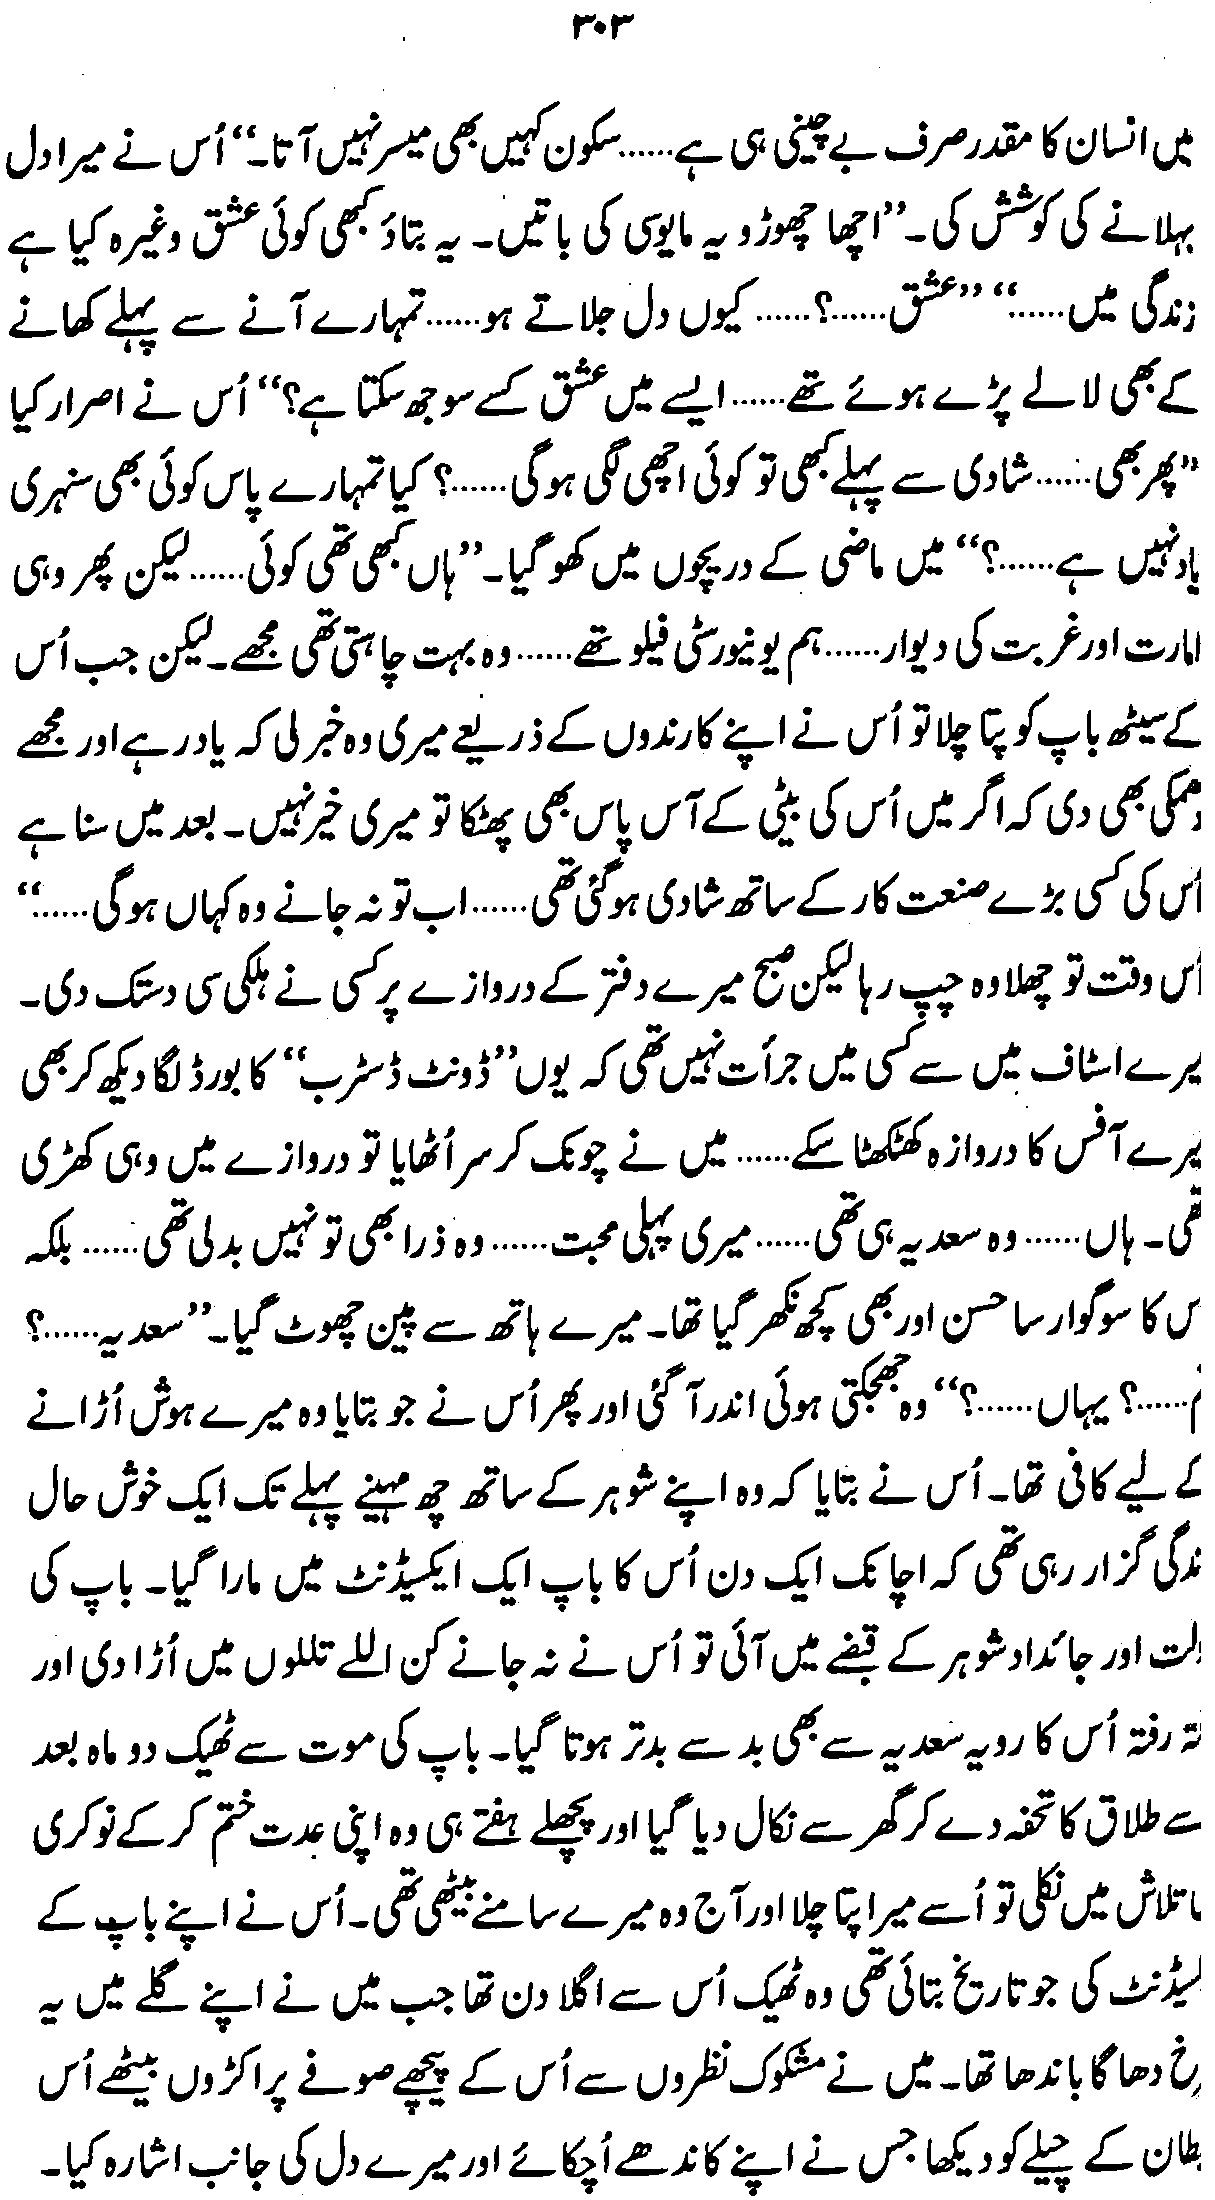 ۳۰۳
میں انسان کا مقدر صرف بے چینی ہی ہے......سکون کہیں بھی میسر نہیں آتا۔“ اُس نے میرا دل
بہلانے کی کوشش کی۔ ”اچھا چھوڑو یہ مایوسی کی باتیں۔ یہ بتاؤ کبھی کوئی عشق وغیرہ کیا ہے
زندگی میں......“ ”عشق......؟...... کیوں دل جلاتے ہو......تمہارے آنے سے پہلے کھانے
کے بھی لالے پڑے ہوئے تھے......ایسے میں عشق کسے سوجھ سکتا ہے؟“ اُس نے اصرار کیا
”پھر بھی......شادی سے پہلے کبھی تو کوئی اچھی لگی ہوگی......؟ کیا تمہارے پاس کوئی بھی سنہری
یاد نہیں ہے......؟“ میں ماضی کے دریچوں میں کھو گیا۔ ”ہاں کبھی تھی کوئی......لیکن پھر وہی
امارت اور غربت کی دیوار......ہم یونیورسٹی فیلو تھے......وہ بہت چاہتی تھی مجھے۔ لیکن جب اُس
کے سیٹھ باپ کو پتا چلا تو اُس نے اپنے کارندوں کے ذریعے میری وہ خبر لی کہ یاد رہے اور مجھے
دھمکی بھی دی کہ اگر میں اُس کی بیٹی کے آس پاس بھی پھٹکا تو میری خیر نہیں۔ بعد میں سنا ہے
اُس کی کسی بڑے صنعت کار کے ساتھ شادی ہوگئی تھی......اب تو نہ جانے وہ کہاں ہوگی......“
اُس وقت تو چھلاوہ چپ رہا لیکن صبح میرے دفتر کے دروازے پر کسی نے ہلکی سی دستک دی۔
میرے اسٹاف میں سے کسی میں جرأت نہیں تھی کہ یوں ”ڈونٹ ڈسٹرب“ کا بورڈ لگا دیکھ کر بھی
میرے آفس کا دروازہ کھٹکھٹا سکے...... میں نے چونک کر سر اُٹھایا تو دروازے میں وہی کھڑی
تھی۔ ہاں...... وہ سعدیہ ہی تھی......میری پہلی محبت...... وہ ذرا بھی تو نہیں بدلی تھی...... بلکہ
اس کا سوگوار سا حسن اور بھی کچھ نکھر گیا تھا۔ میرے ہاتھ سے پین چھوٹ گیا۔ ”سعدیہ......؟
تم......؟ یہاں......؟“ وہ جھجکتی ہوئی اندر آگئی اور پھر اُس نے جو بتایا وہ میرے ہوش اُڑانے
کے لیے کافی تھا۔ اُس نے بتایا کہ وہ اپنے شوہر کے ساتھ چھ مہینے پہلے تک ایک خوش حال
زندگی گزار رہی تھی کہ اچانک ایک دن اُس کا باپ ایک ایکسیڈنٹ میں مارا گیا۔ باپ کی
دولت اور جائداد شوہر کے قبضے میں آئی تو اُس نے نہ جانے کن اللے تللوں میں اُڑا دی اور
رفتہ رفتہ اُس کا رویہ سعدیہ سے بھی بد سے بدتر ہوتا گیا۔ باپ کی موت سے ٹھیک دو ماہ بعد
اسے طلاق کا تحفہ دے کر گھر سے نکال دیا گیا اور پچھلے ہفتے ہی وہ اپنی عدت ختم کر کے نوکری
کی تلاش میں نکلی تو اُسے میرا پتا چلا اور آج وہ میرے سامنے بیٹھی تھی۔ اُس نے اپنے باپ کے
ایکسیڈنٹ کی جو تاریخ بتائی تھی وہ ٹھیک اُس سے اگلا دن تھا جب میں نے اپنے گلے میں یہ
سرخ دھاگا باندھا تھا۔ میں نے مشکوک نظروں سے اُس کے پیچھے صوفے پر اکڑوں بیٹھے اُس
شیطان کے چیلے کو دیکھا جس نے اپنے کاندھے اُچکائے اور میرے دل کی جانب اشارہ کیا۔